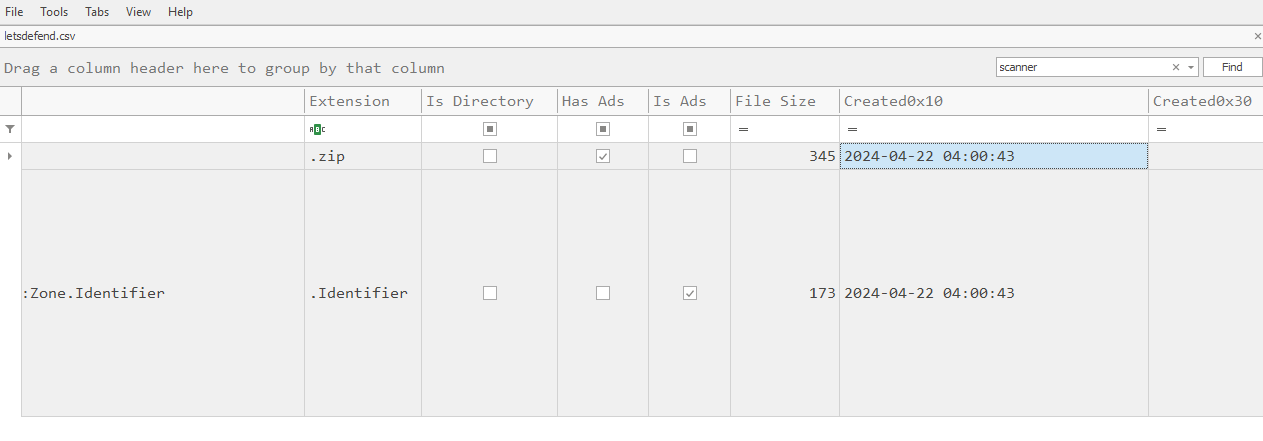 File Tools Tabs View Help
letsdefend.csv
Drag a column header here to group by that column scanner Find
Extension Is Directory Has Ads Is Ads File Size Created0x10 Created0x30
ABC = = =
.zip 345 2024-04-22 04:00:43
:Zone.Identifier .Identifier 173 2024-04-22 04:00:43